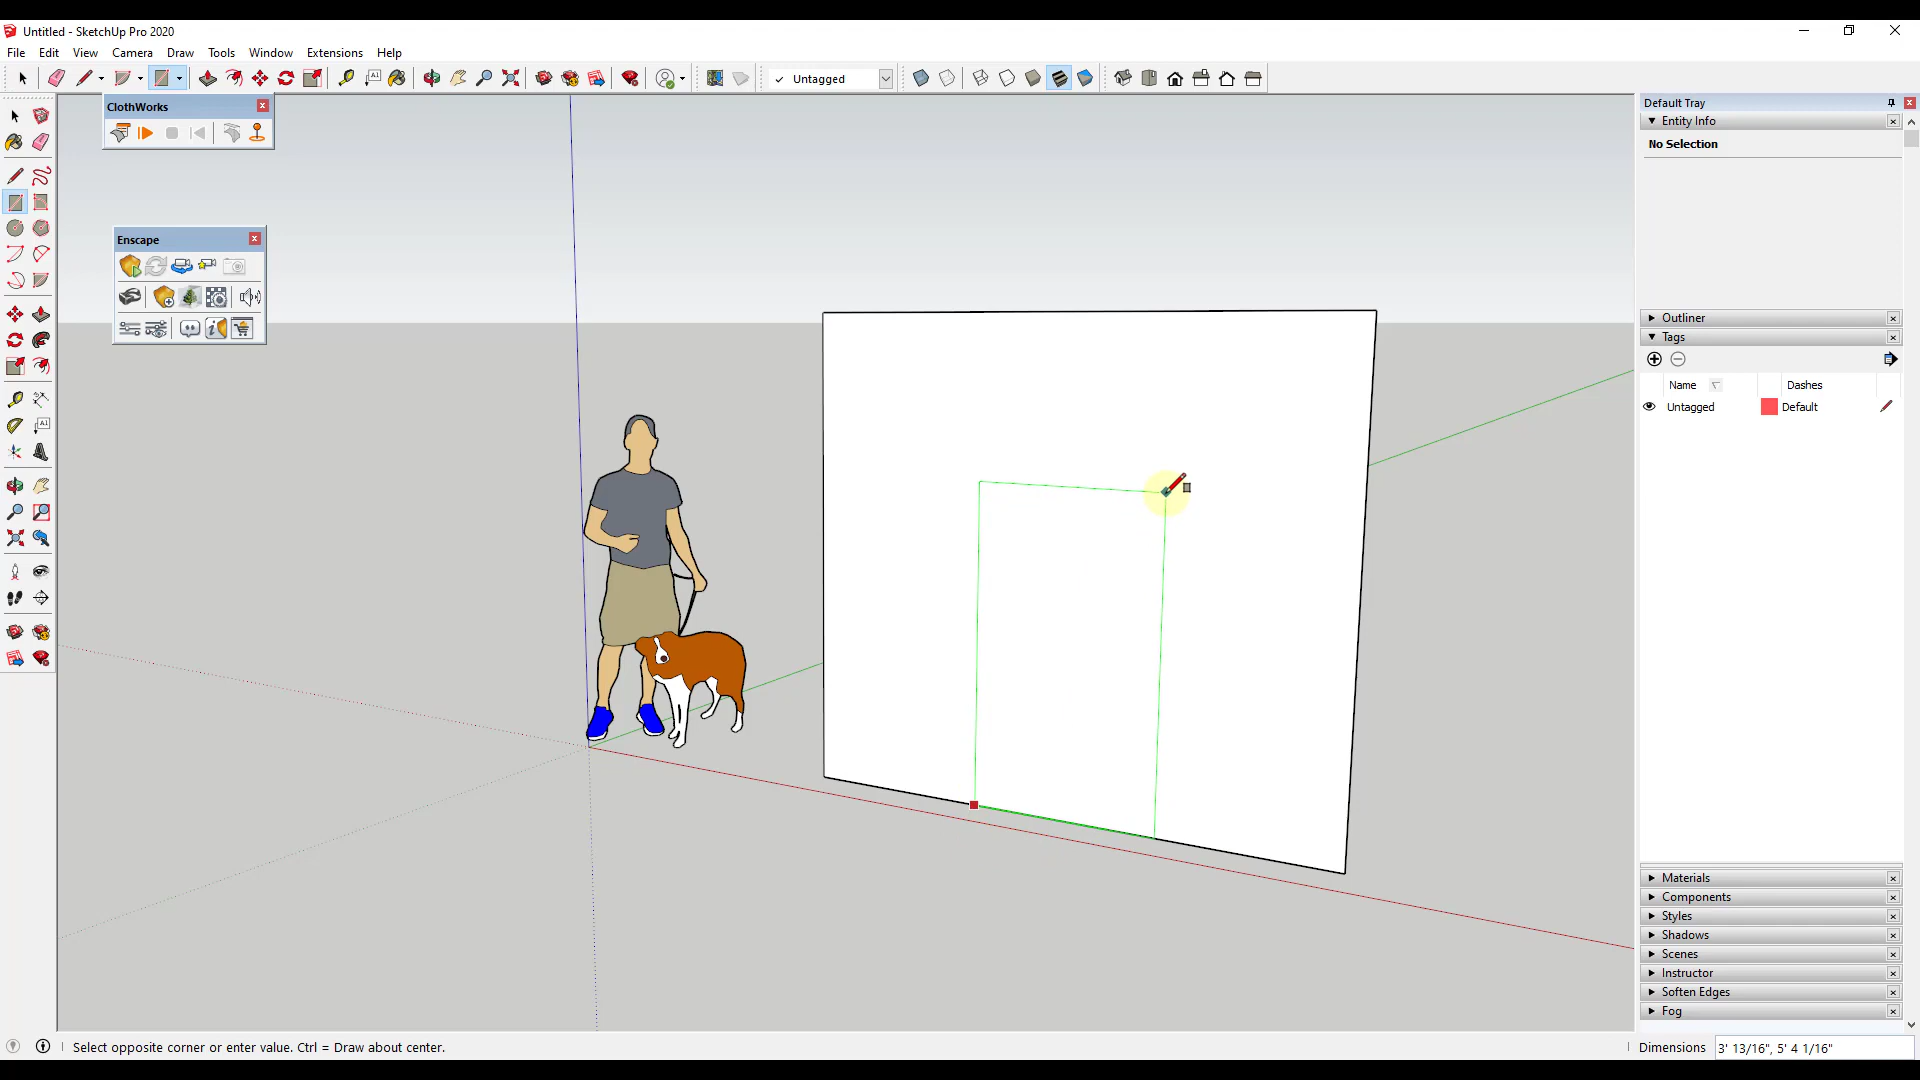 Untitled - SketchUp Pro 2020
File Edit View Camera Draw Tools Window Extensions Help
A1 Untagged
ClothWorks
Enscape
A1
Default Tray
Entity Info
No Selection
Outliner
Tags
Name Dashes
Untagged Default
Materials
Components
Styles
Shadows
Scenes
Instructor
Soften Edges
Fog
Select opposite corner or enter value. Ctrl = Draw about center.
Dimensions 3' 13/16", 5' 4 1/16"